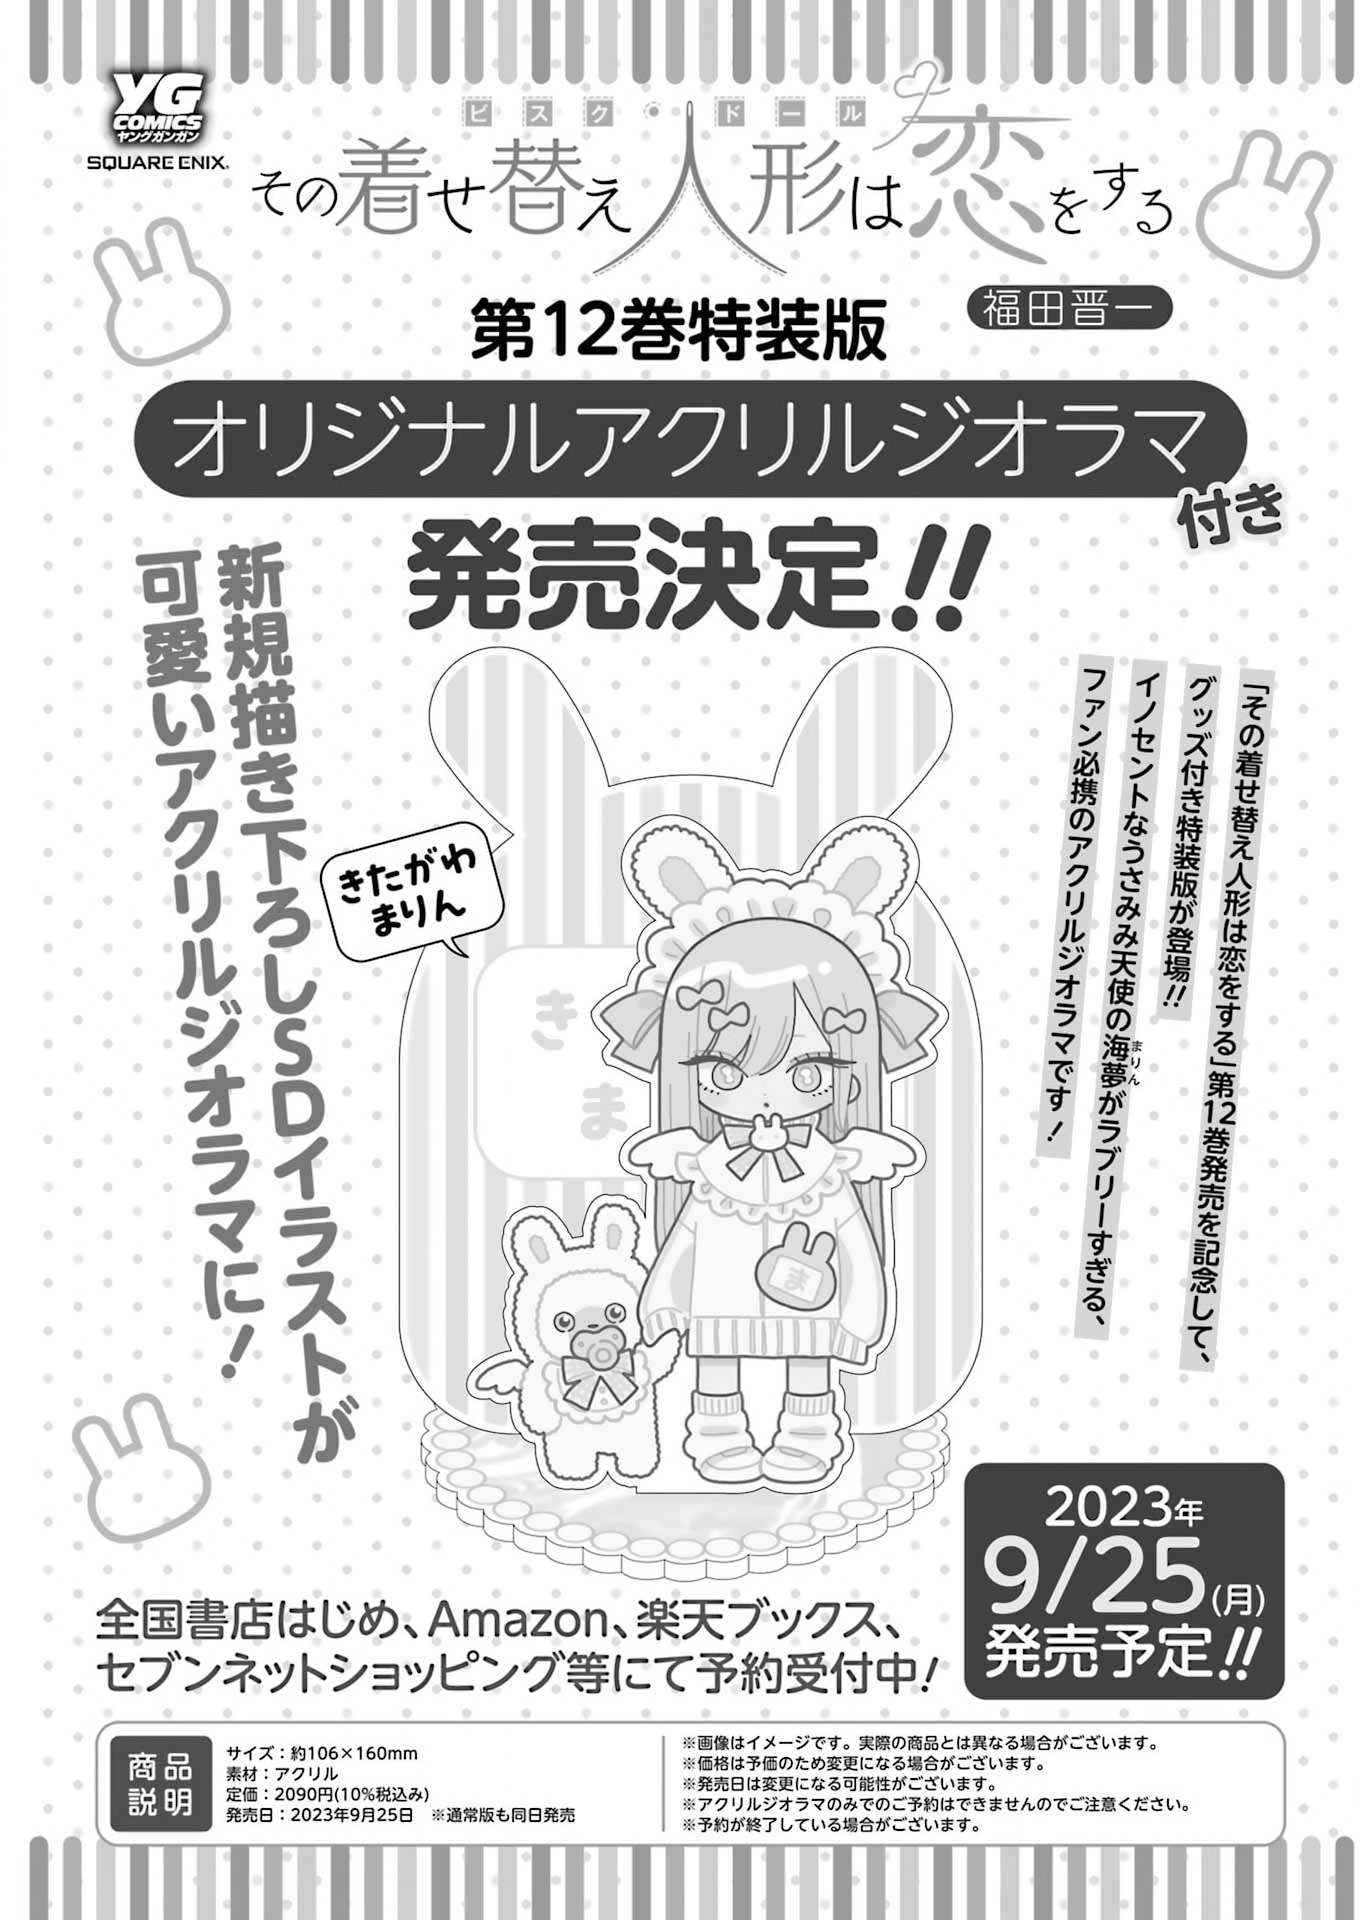 YG
COMICS
ヤングガンガン
SQUARE ENIX®
ビスク・ドール
その着せ替え人形は恋をする
福田晋一
第12巻特装版
オリジナルアクリルジオラマ
付き
発売決定!!
新規描き下ろしSDイラストが
可愛いアクリルジオラマに!
「その着せ替え人形は恋をする」第12巻発売を記念して、
グッズ付き特装版が登場!!
イノセントなうさみみ天使の海夢がラブリーすぎる、
まりん
ファン必携のアクリルジオラマです!
きたがわ
まりん
き
ま
ま
2023年
9/25(月)
発売予定!!
全国書店はじめ、Amazon、楽天ブックス、
セブンネットショッピング等にて予約受付中!
商品
説明
サイズ：約106×160mm
素材：アクリル
定価：2090円(10%税込み)
発売日：2023年9月25日　※通常版も同日発売
※画像はイメージです。実際の商品とは異なる場合がございます。
※価格は予価のため変更になる場合がございます。
※発売日は変更になる可能性がございます。
※アクリルジオラマのみでのご予約はできませんのでご注意ください。
※予約が終了している場合がございます。